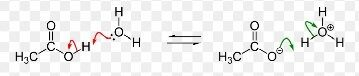 O H H
O
H₃C O H
O H H
O ⊕
H₃C O ⊖ H